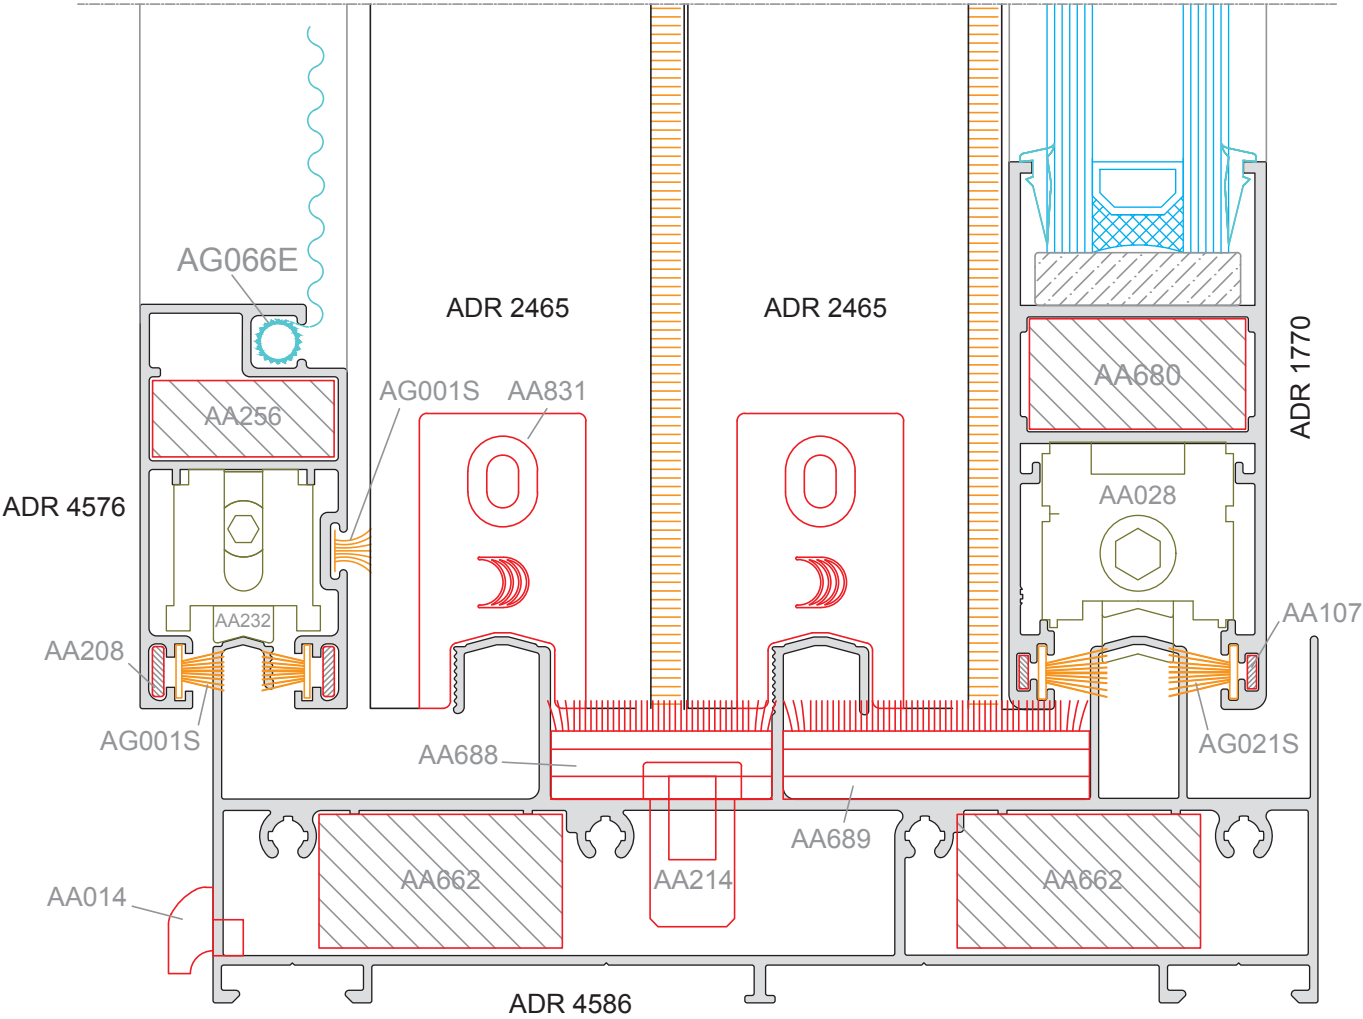 AG066E
ADR 2465
ADR 2465
ADR 1770
AA680
AG001S
AA831
AA256
ADR 4576
AA028
AA232
AA107
AA208
AG001S
AA688
AG021S
AA689
AA662
AA214
AA662
AA014
ADR 4586